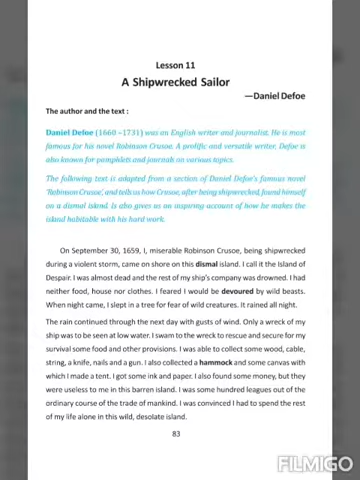 Lesson 11
A Shipwrecked Sailor
—Daniel Defoe
The author and the text :
Daniel Defoe (1660 –1731) was an English writer and journalist. He is most
famous for his novel Robinson Crusoe. A prolific and versatile writer, Defoe is
also known for pamphlets and journals on various topics.
The following text is adapted from a section of Daniel Defoe's famous novel
'Robinson Crusoe', and tells us how Crusoe, after being shipwrecked, found himself
on a dismal island. Is also gives us an inspiring account of how he makes the
island habitable with his hard work.
On September 30, 1659, I, miserable Robinson Crusoe, being shipwrecked
during a violent storm, came on shore on this dismal island. I call it the Island of
Despair. I was almost dead and the rest of my ship's company was drowned. I had
neither food, house nor clothes. I feared I would be devoured by wild beasts.
When night came, I slept in a tree for fear of wild creatures. It rained all night.
The rain continued through the next day with gusts of wind. Only a wreck of my
ship was to be seen at low water. I swam to the wreck to rescue and secure for my
survival some food and other provisions. I was able to collect some wood, cable,
string, a knife, nails and a gun. I also collected a hammock and some canvas with
which I made a tent. I got some ink and paper. I also found some money, but they
were useless to me in this barren island. I was some hundred leagues out of the
ordinary course of the trade of mankind. I was convinced I had to spend the rest
of my life alone in this wild, desolate island.
83
FILMIGO